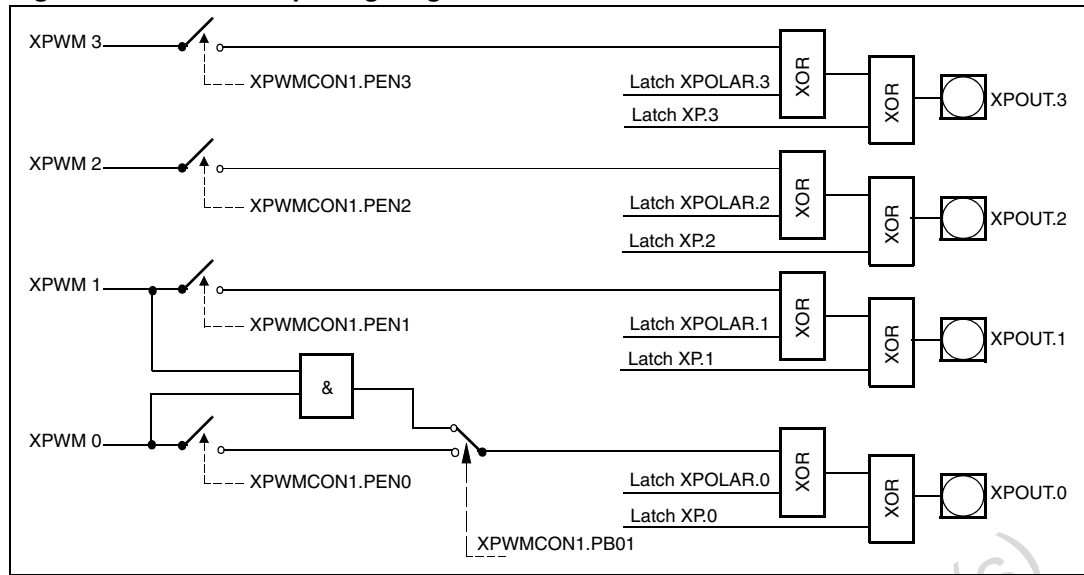 XPWM 3
XPWMCON1.PEN3
Latch XPOLAR.3
Latch XP.3
XOR
XOR
XPOUT.3
XPWM 2
XPWMCON1.PEN2
Latch XPOLAR.2
Latch XP.2
XOR
XOR
XPOUT.2
XPWM 1
XPWMCON1.PEN1
Latch XPOLAR.1
Latch XP.1
XOR
XOR
XPOUT.1
&
XPWM 0
XPWMCON1.PEN0
XPWMCON1.PB01
Latch XPOLAR.0
Latch XP.0
XOR
XOR
XPOUT.0
(s)